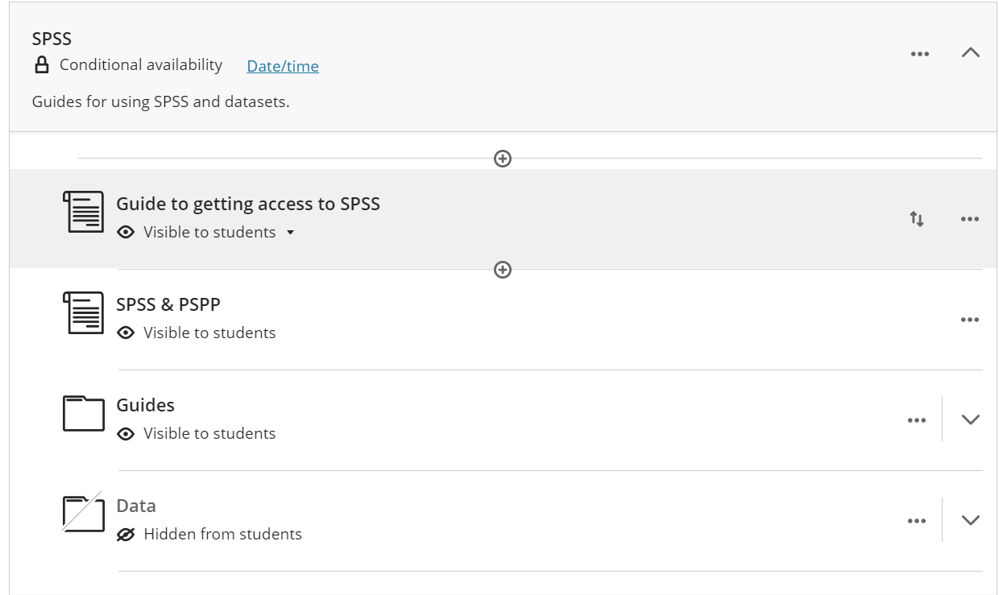 SPSS
Conditional availability Date/time
Guides for using SPSS and datasets.
Guide to getting access to SPSS
Visible to students
SPSS & PSPP
Visible to students
Guides
Visible to students
Data
Hidden from students